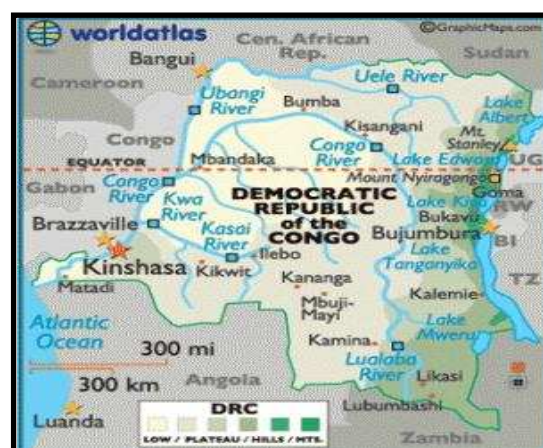 worldatlas
©GraphicMaps.com
Cen. African
Rep.
Sudan
Bangui
Cameroon
Uele River
Ubangi
River
Bumba
Lake
Albert
Kisangani
Mt.
Stanley
Congo
Congo
River
Lake Edward
UG
EQUATOR
Mbandaka
Mount Nyiragongo
Gabon
Congo
River
DEMOCRATIC
REPUBLIC
of the
CONGO
Goma
Lake Kivu
RW
Kwa
River
Bukavu
Brazzaville
Kasai
River
Bujumbura
BI
Ilebo
Lake
Tanganyika
Kinshasa
Kikwit
Kananga
TZ
Matadi
Mbuji-
Mayi
Kalemie
Atlantic
Ocean
Lake
Mweru
Kamina
300 mi
Lualaba
River
300 km
Angola
Likasi
DRC
Lubumbashi
Luanda
LOW / PLATEAU / HILLS / MTS.
Zambia